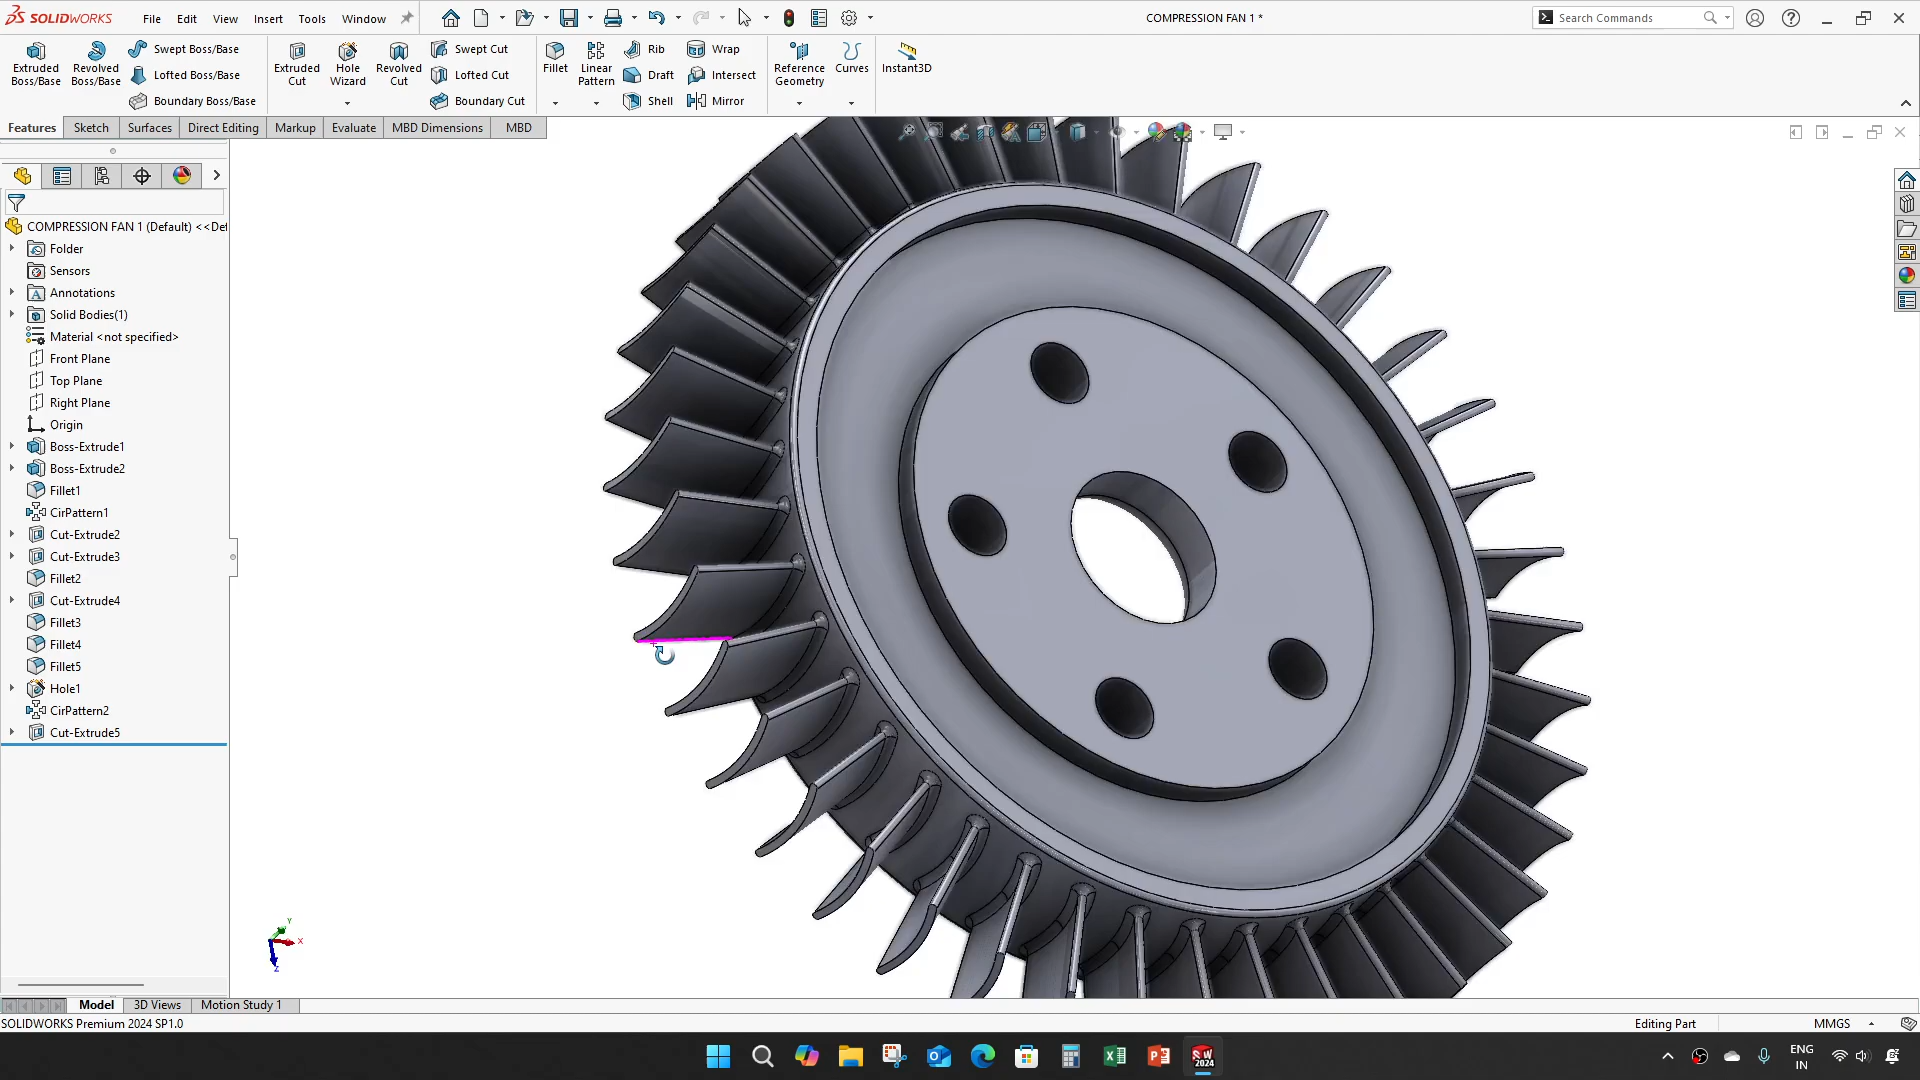 SOLIDWORKS File Edit View Insert Tools Window COMPRESSION FAN 1 * Search Commands
Extruded Boss/Base
Revolved Boss/Base
Swept Boss/Base
Lofted Boss/Base
Boundary Boss/Base
Extruded Cut
Hole Wizard
Revolved Cut
Swept Cut
Lofted Cut
Boundary Cut
Fillet
Linear Pattern
Rib
Draft
Shell
Wrap
Intersect
Mirror
Reference Geometry
Curves
Instant3D
Features Sketch Surfaces Direct Editing Markup Evaluate MBD Dimensions MBD
COMPRESSION FAN 1 (Default) <<Def
Folder
Sensors
Annotations
Solid Bodies(1)
Material <not specified>
Front Plane
Top Plane
Right Plane
Origin
Boss-Extrude1
Boss-Extrude2
Fillet1
CirPattern1
Cut-Extrude2
Cut-Extrude3
Fillet2
Cut-Extrude4
Fillet3
Fillet4
Fillet5
Hole1
CirPattern2
Cut-Extrude5
Y
X
Z
Model 3D Views Motion Study 1
SOLIDWORKS Premium 2024 SP1.0 Editing Part MMGS
ENG
IN
SW
2024